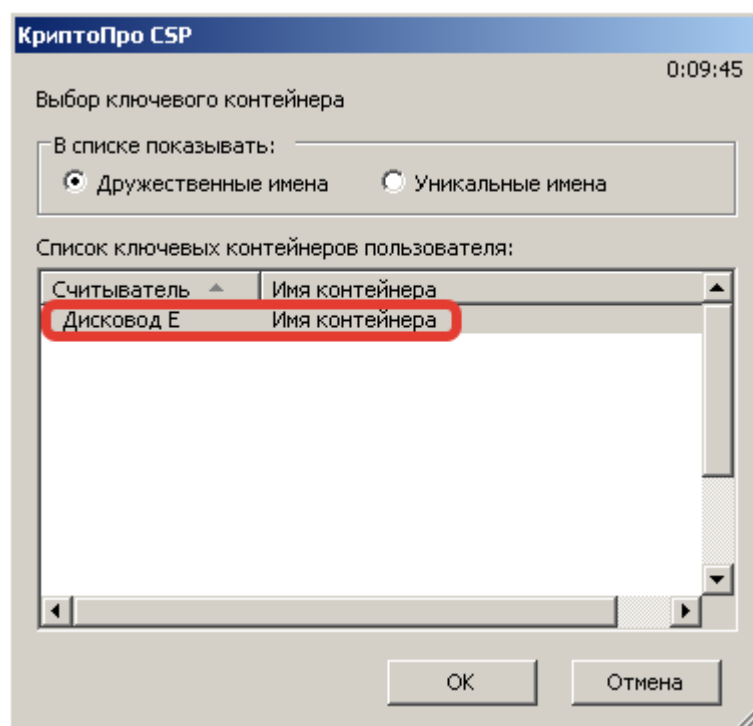 КриптоПро CSP
0:09:45
Выбор ключевого контейнера
В списке показывать:
Дружественные имена Уникальные имена
Список ключевых контейнеров пользователя:
Считыватель Имя контейнера
Дисковод E Имя контейнера
OK Отмена